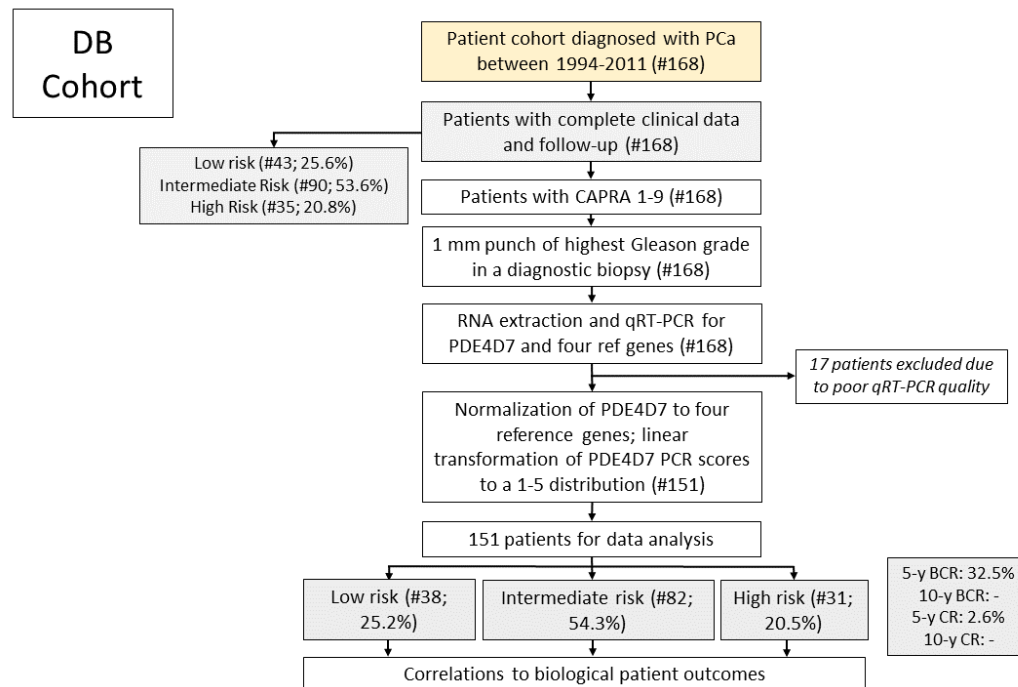 DB
Cohort
Patient cohort diagnosed with PCa
between 1994-2011 (#168)
Patients with complete clinical data
and follow-up (#168)
Low risk (#43; 25.6%)
Intermediate Risk (#90; 53.6%)
High Risk (#35; 20.8%)
Patients with CAPRA 1-9 (#168)
1 mm punch of highest Gleason grade
in a diagnostic biopsy (#168)
RNA extraction and qRT-PCR for
PDE4D7 and four ref genes (#168)
17 patients excluded due
to poor qRT-PCR quality
Normalization of PDE4D7 to four
reference genes; linear
transformation of PDE4D7 PCR scores
to a 1-5 distribution (#151)
151 patients for data analysis
Low risk (#38;
25.2%)
Intermediate risk (#82;
54.3%)
High risk (#31;
20.5%)
5-y BCR: 32.5%
10-y BCR: -
5-y CR: 2.6%
10-y CR: -
Correlations to biological patient outcomes